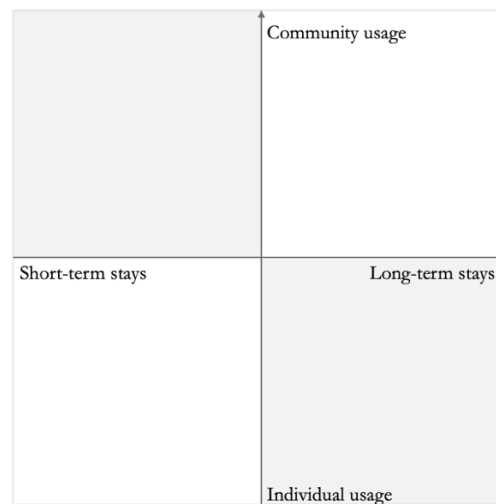 Community usage
Short-term stays
Long-term stays
Individual usage